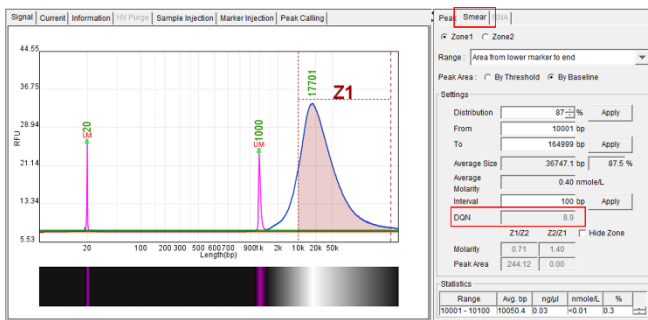 Signal Current Information HV Purge Sample Injection Marker Injection Peak Calling
44.55
36.75
28.94
21.14
13.34
5.53
RFU
20
LM
1000
UM
17701
Z1
20 100 200 300 500 600700 9001k 2k 10k 20k 50k
Length(bp)
Peak Smear RNA
Zone1 Zone2
Range : Area from lower marker to end
Peak Area : By Threshold By Baseline
Settings
Distribution 87 % Apply
From 10001 bp
To 164999 bp Apply
Average Size 36747.1 bp 87.5 %
Average
Molarity 0.40 nmole/L
Interval 100 bp Apply
DQN 8.9
Z1/Z2 Z2/Z1 Hide Zone
Molarity 0.71 1.40
Peak Area 244.12 0.00
Statistics
Range Avg. bp ng/µl nmole/L %
10001 - 10100 10050.4 0.03 <0.01 0.3